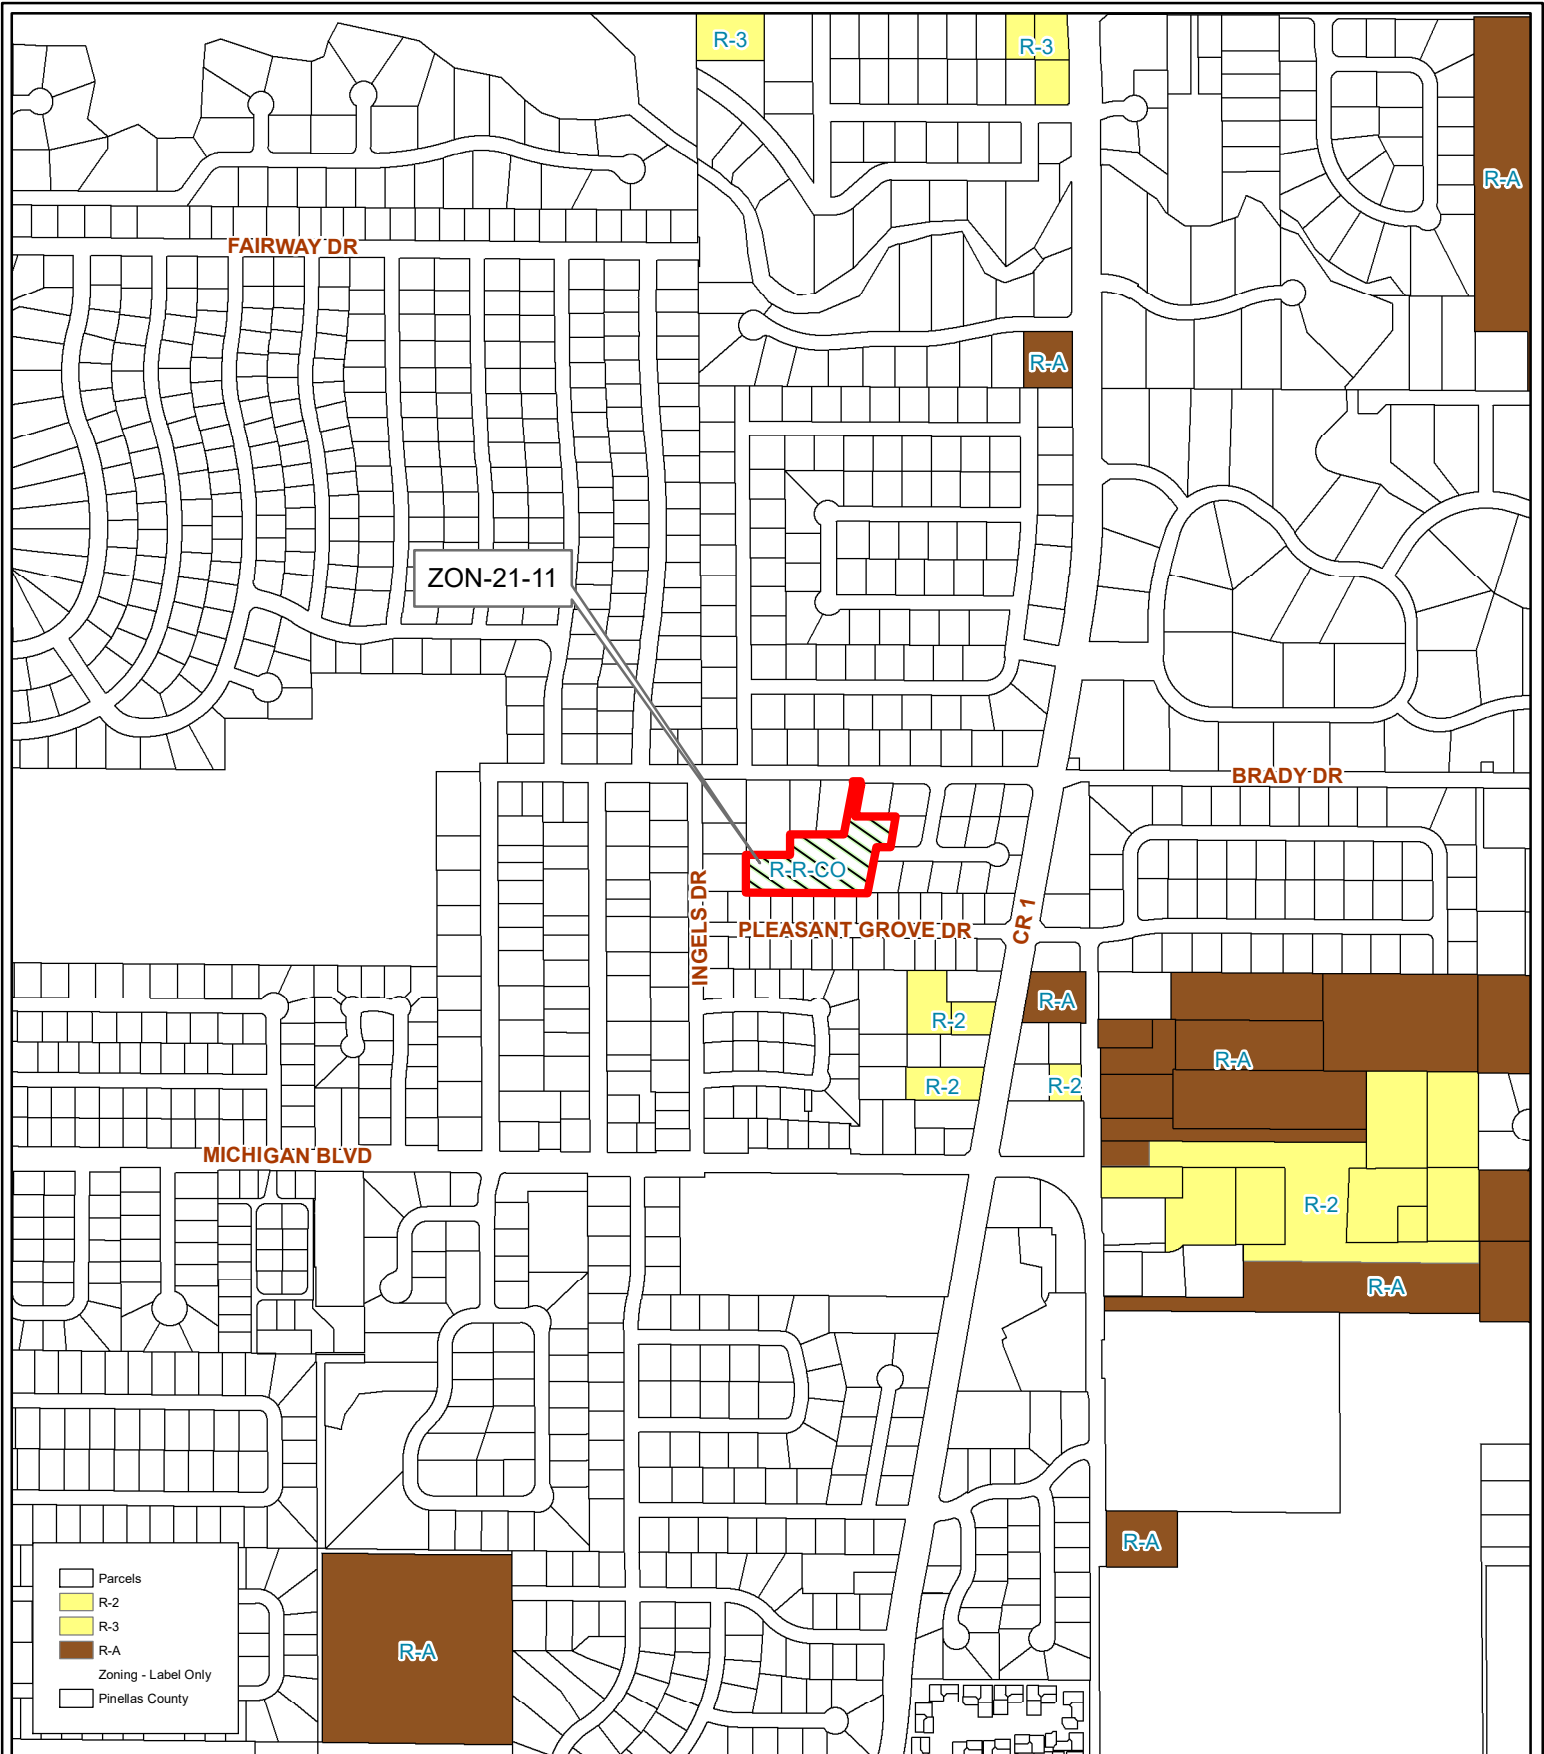 R-3
R-3
R-A
FAIRWAY DR
R-A
ZON-21-11
BRADY DR
R-R-CO
INGELS DR
PLEASANT GROVE DR
CR 1
R-A
R-2
R-A
R-2
R-2
MICHIGAN BLVD
R-2
R-A
R-A
R-A
Parcels
R-2
R-3
R-A
Zoning - Label Only
Pinellas County